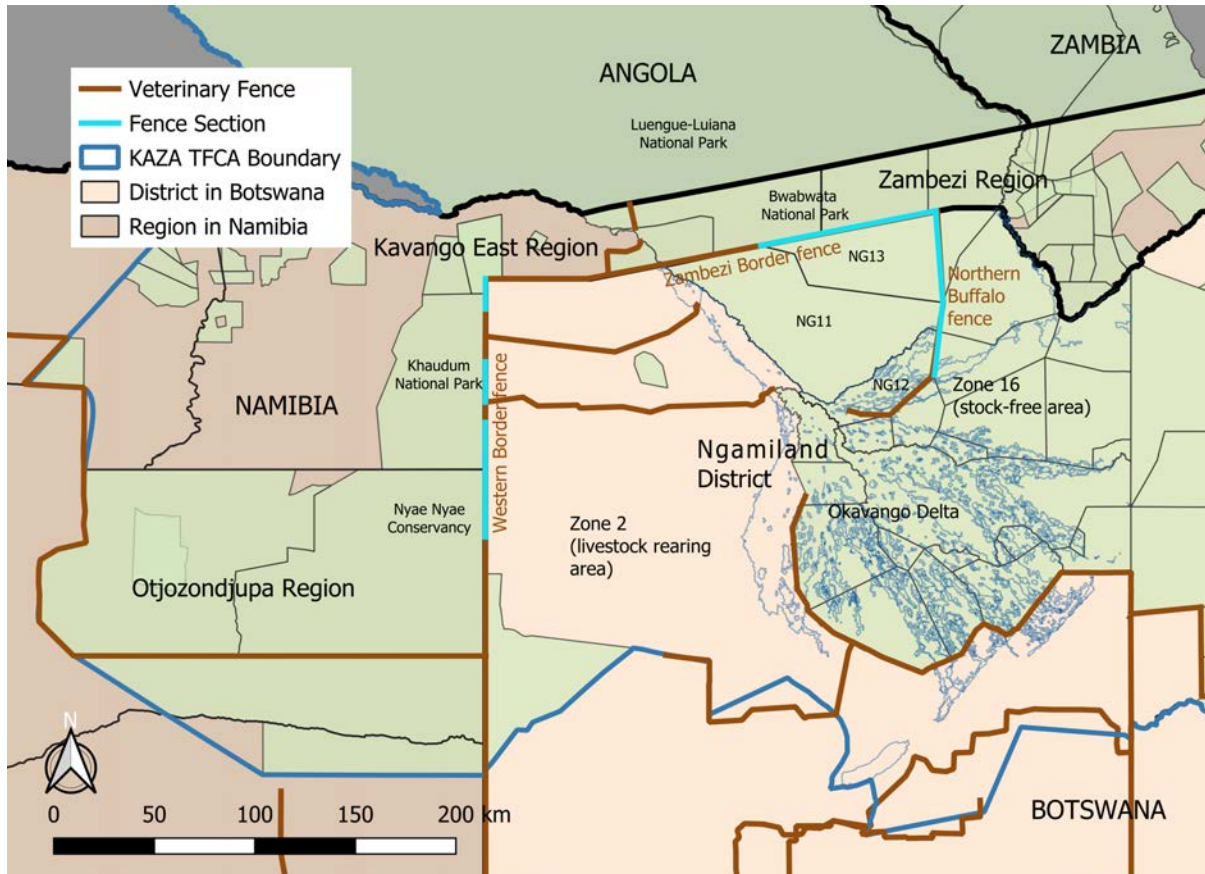 ZAMBIA
ANGOLA
Veterinary Fence
Fence Section
KAZA TFCA Boundary
District in Botswana
Region in Namibia
Luengue-Luiana
National Park
Zambezi Region
Bwabwata
National Park
Kavango East Region
Zambezi Border fence
NG13
Northern
Buffalo
fence
NG11
Khaudum
National Park
NG12
Zone 16
(stock-free area)
NAMIBIA
Western Border fence
Ngamiland
District
Nyae Nyae
Conservancy
Okavango Delta
Zone 2
(livestock rearing
area)
Otjozondjupa Region
N
0 50 100 150 200 km
BOTSWANA